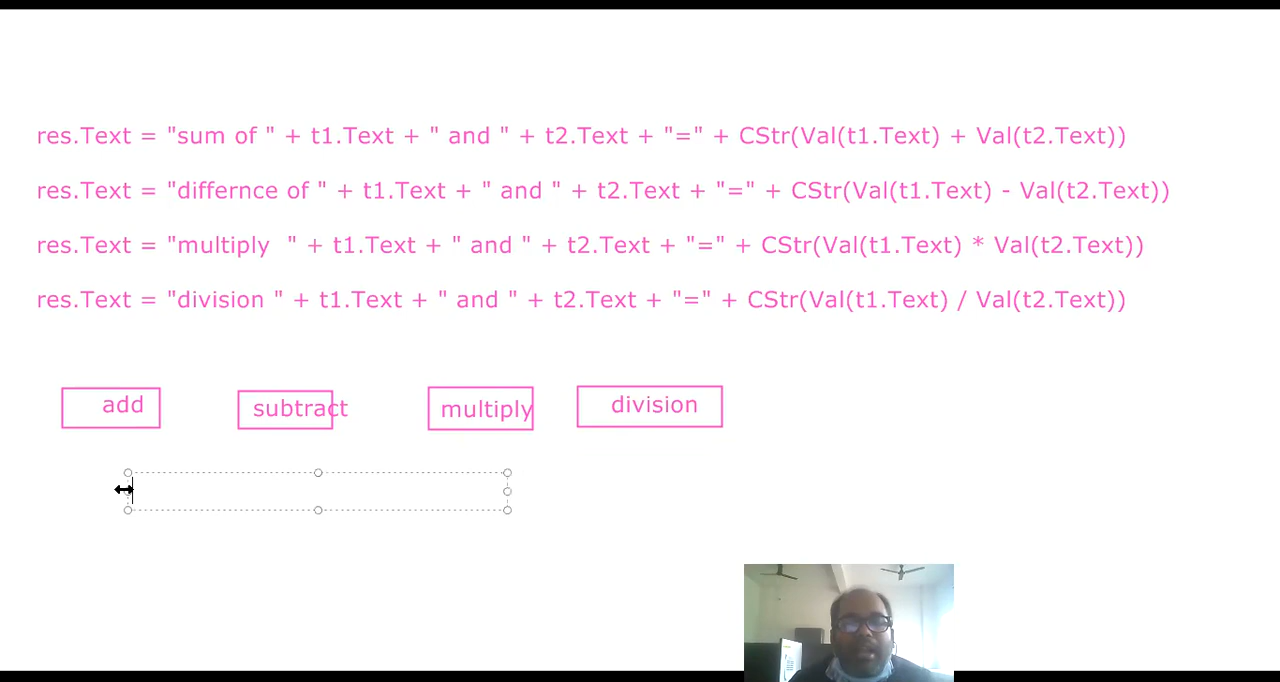 res.Text = "sum of " + t1.Text + " and " + t2.Text + "=" + CStr(Val(t1.Text) + Val(t2.Text))
res.Text = "differnce of " + t1.Text + " and " + t2.Text + "=" + CStr(Val(t1.Text) - Val(t2.Text))
res.Text = "multiply  " + t1.Text + " and " + t2.Text + "=" + CStr(Val(t1.Text) * Val(t2.Text))
res.Text = "division " + t1.Text + " and " + t2.Text + "=" + CStr(Val(t1.Text) / Val(t2.Text))
add subtract multiply division